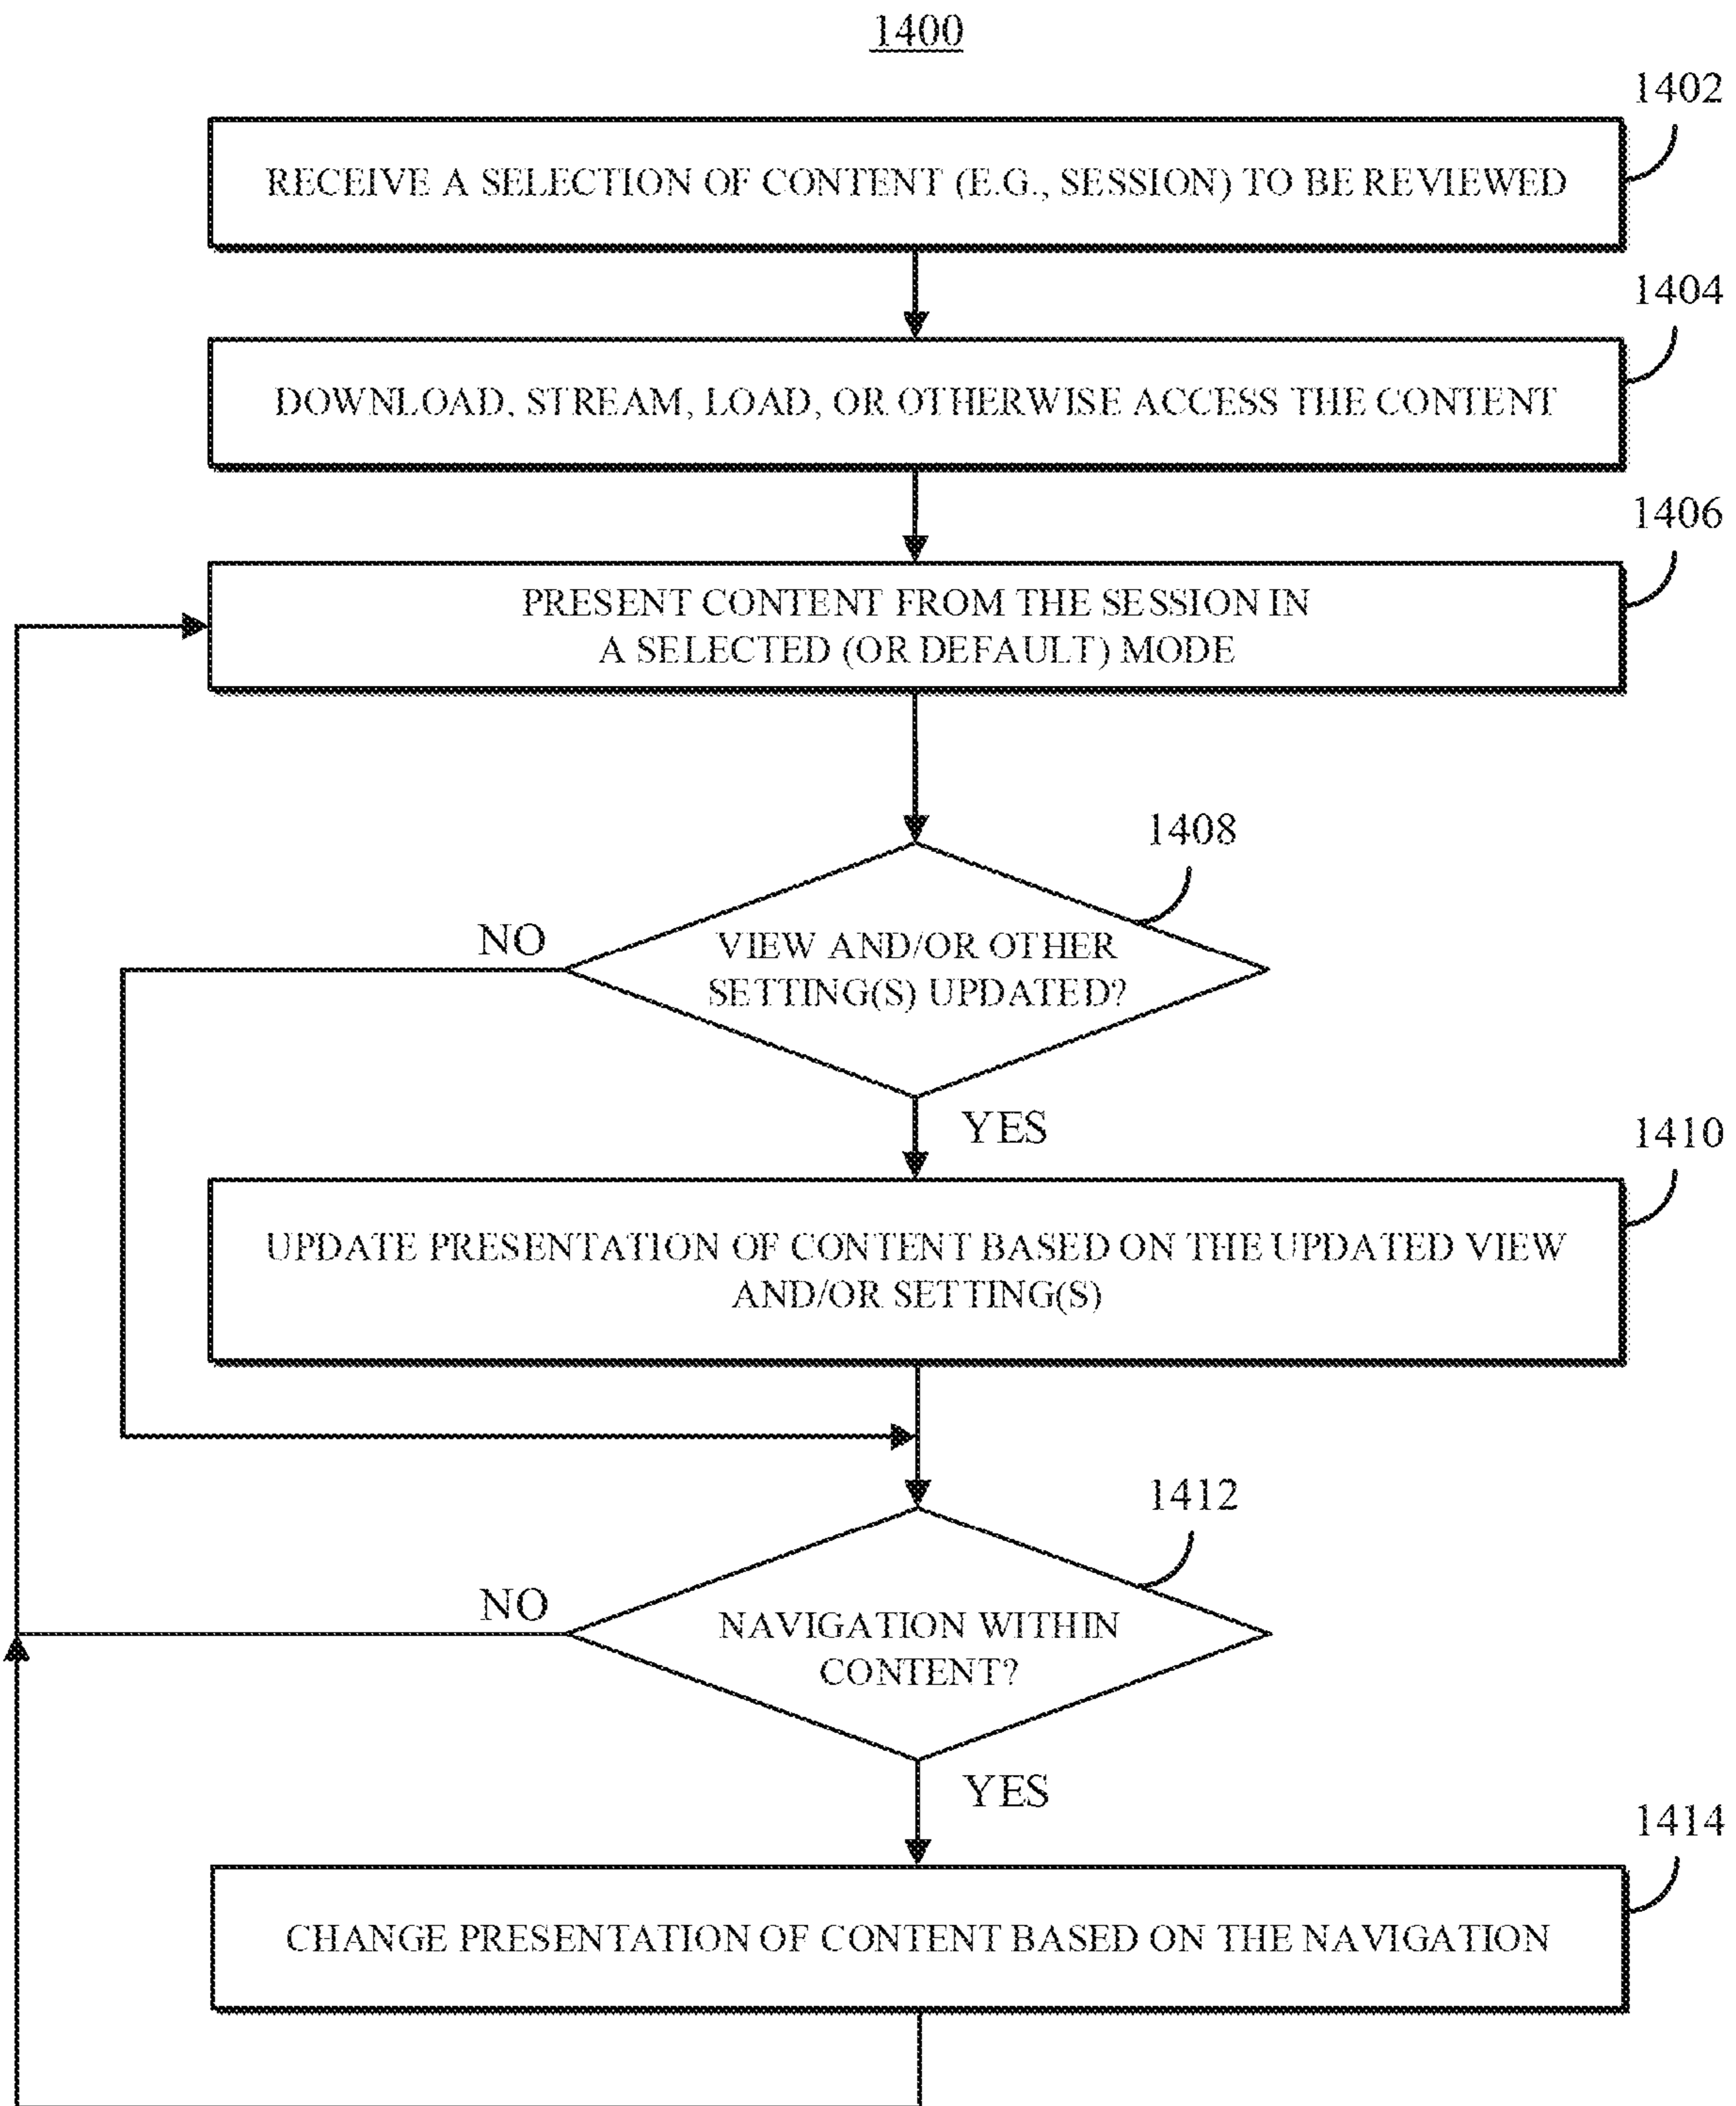 1400
1402
RECEIVE A SELECTION OF CONTENT (E.G., SESSION) TO BE REVIEWED
1404
DOWNLOAD, STREAM, LOAD, OR OTHERWISE ACCESS THE CONTENT
1406
PRESENT CONTENT FROM THE SESSION IN
A SELECTED (OR DEFAULT) MODE
1408
NO
VIEW AND/OR OTHER
SETTING(S) UPDATED?
YES
1410
UPDATE PRESENTATION OF CONTENT BASED ON THE UPDATED VIEW
AND/OR SETTING(S)
1412
NO
NAVIGATION WITHIN
CONTENT?
YES
1414
CHANGE PRESENTATION OF CONTENT BASED ON THE NAVIGATION